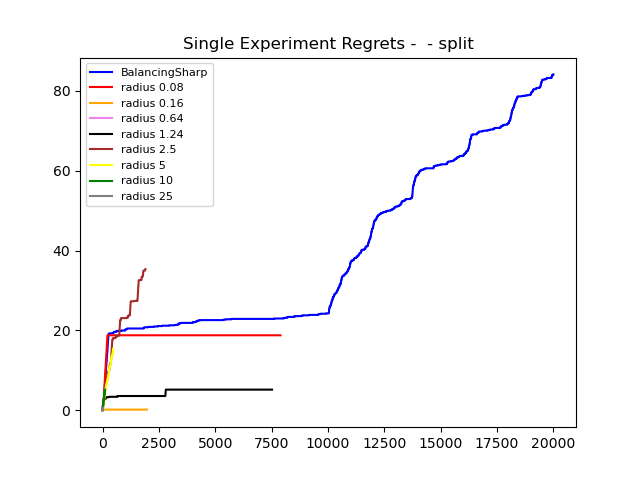 Single Experiment Regrets -  - split
BalancingSharp
radius 0.08
radius 0.16
radius 0.64
radius 1.24
radius 2.5
radius 5
radius 10
radius 25
80
60
40
20
0
0 2500 5000 7500 10000 12500 15000 17500 20000